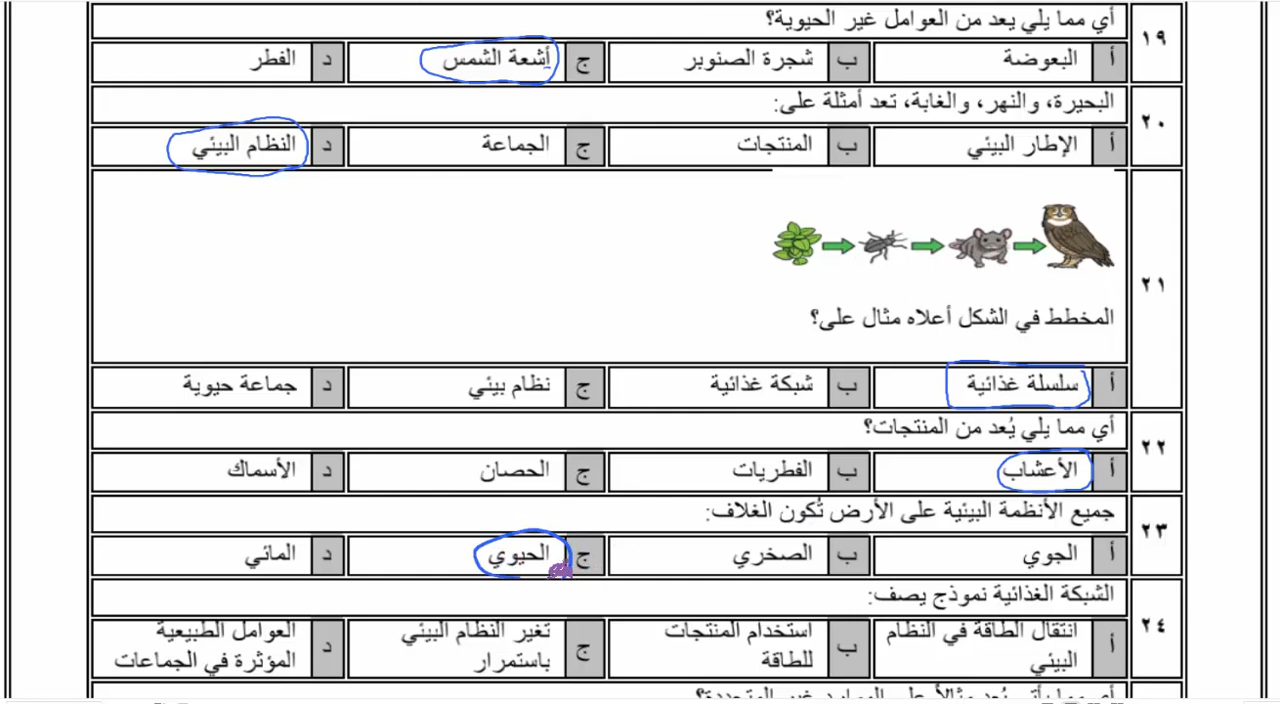 ١٩ أي مما يلي يعد من العوامل غير الحيوية؟
أ البعوضة ب شجرة الصنوبر ج أشعة الشمس د الفطر
٢٠ البحيرة، والنهر، والغابة، تعد أمثلة على:
أ الإطار البيئي ب المنتجات ج الجماعة د النظام البيئي
٢١
المخطط في الشكل أعلاه مثال على؟
أ سلسلة غذائية ب شبكة غذائية ج نظام بيئي د جماعة حيوية
٢٢ أي مما يلي يُعد من المنتجات؟
أ الأعشاب ب الفطريات ج الحصان د الأسماك
٢٣ جميع الأنظمة البيئية على الأرض تُكون الغلاف:
أ الجوي ب الصخري ج الحيوي د المائي
٢٤ الشبكة الغذائية نموذج يصف:
أ انتقال الطاقة في النظام البيئي ب استخدام المنتجات للطاقة ج تغير النظام البيئي باستمرار د العوامل الطبيعية المؤثرة في الجماعات